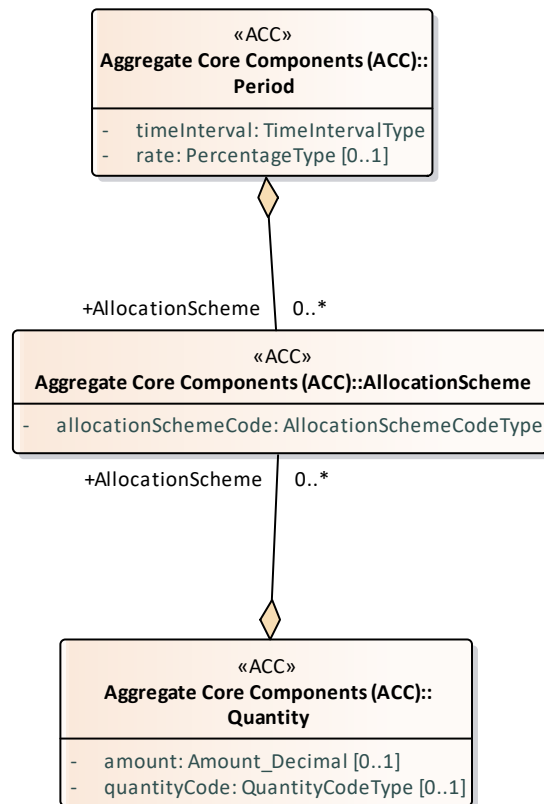 «ACC»
Aggregate Core Components (ACC)::
Period
- timeInterval: TimeIntervalType
- rate: PercentageType [0..1]
+AllocationScheme 0..*
«ACC»
Aggregate Core Components (ACC)::AllocationScheme
- allocationSchemeCode: AllocationSchemeCodeType
+AllocationScheme 0..*
«ACC»
Aggregate Core Components (ACC)::
Quantity
- amount: Amount_Decimal [0..1]
- quantityCode: QuantityCodeType [0..1]